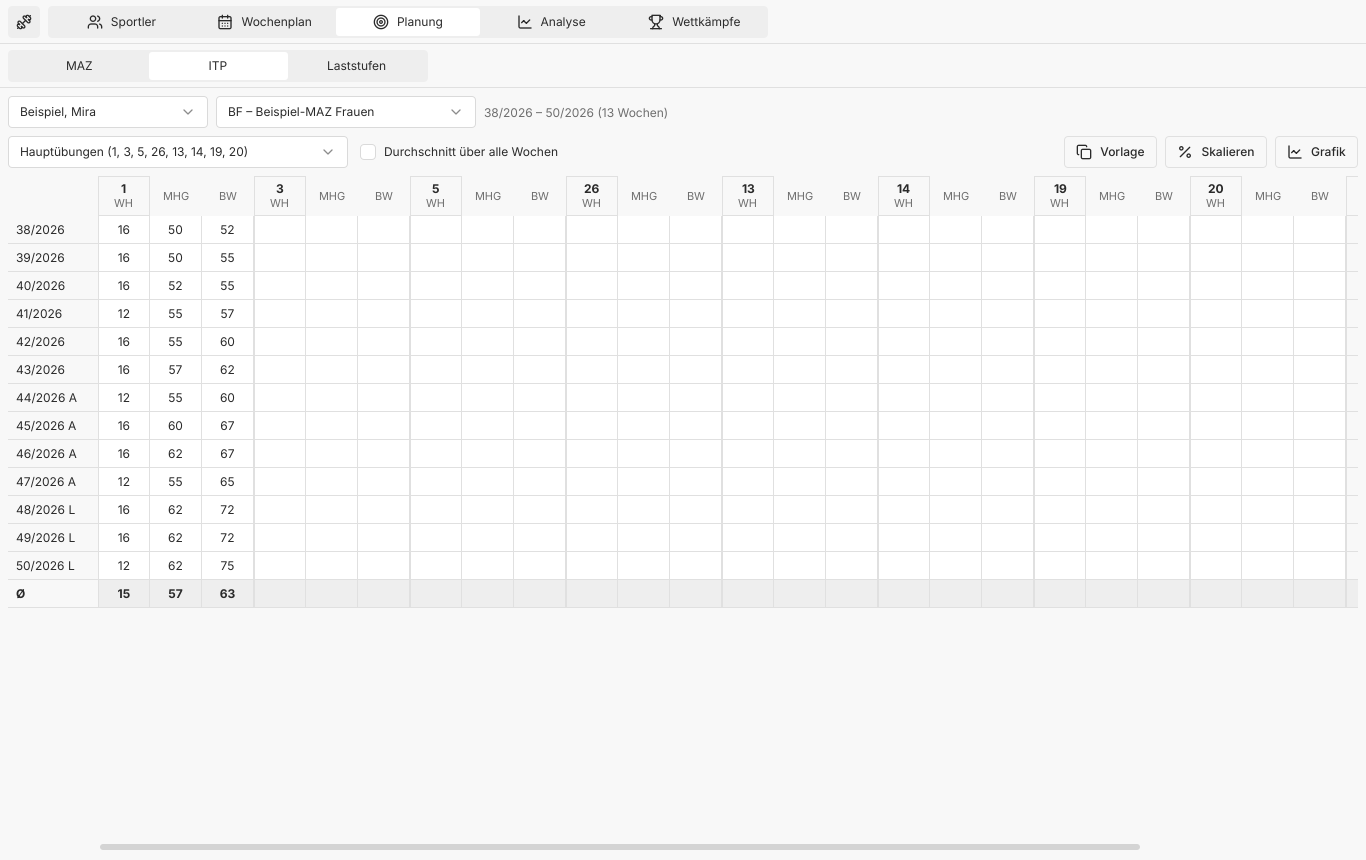 Sportler Wochenplan Planung Analyse Wettkämpfe
MAZ ITP Laststufen
Beispiel, Mira BF – Beispiel-MAZ Frauen 38/2026 – 50/2026 (13 Wochen)
Hauptübungen (1, 3, 5, 26, 13, 14, 19, 20) Durchschnitt über alle Wochen Vorlage Skalieren Grafik
1 3 5 26 13 14 19 20
WH MHG BW WH MHG BW WH MHG BW WH MHG BW WH MHG BW WH MHG BW WH MHG BW WH MHG BW
38/2026 16 50 52
39/2026 16 50 55
40/2026 16 52 55
41/2026 12 55 57
42/2026 16 55 60
43/2026 16 57 62
44/2026 A 12 55 60
45/2026 A 16 60 67
46/2026 A 16 62 67
47/2026 A 12 55 65
48/2026 L 16 62 72
49/2026 L 16 62 72
50/2026 L 12 62 75
Ø 15 57 63